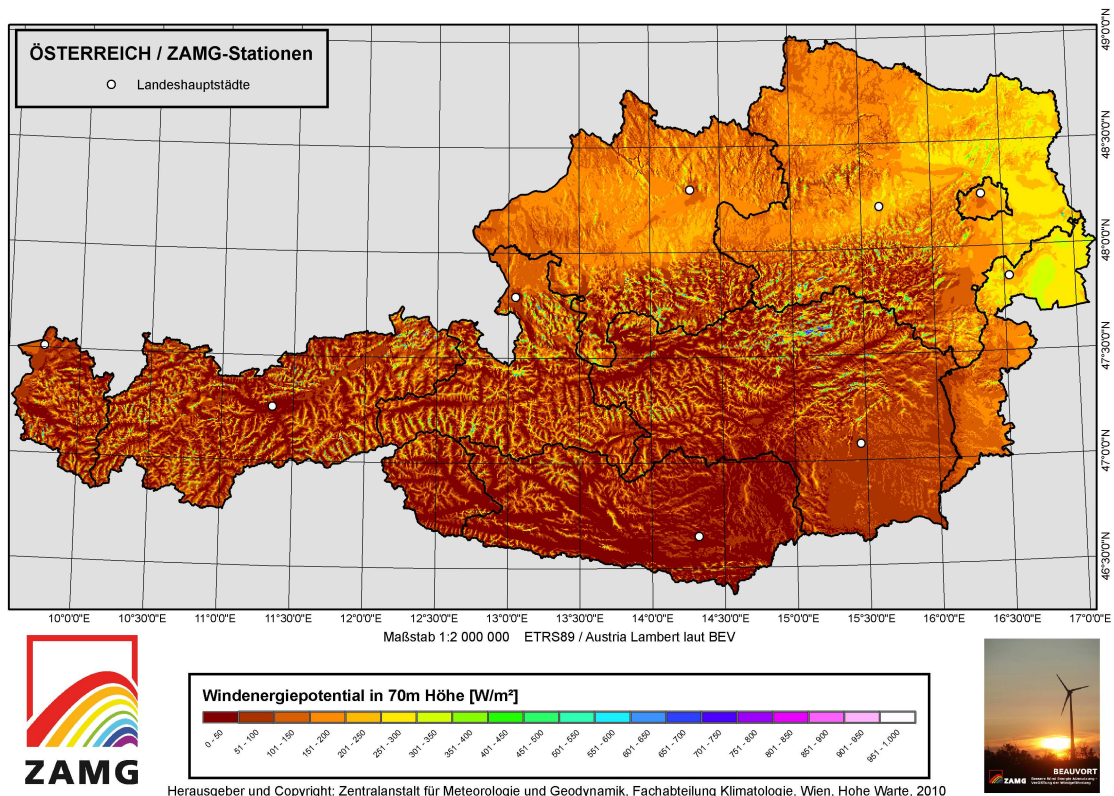 ÖSTERREICH / ZAMG-Stationen
Landeshauptstädte
49°0'0"N
48°30'0"N
48°0'0"N
47°30'0"N
47°0'0"N
46°30'0"N
10°0'0"E 10°30'0"E 11°0'0"E 11°30'0"E 12°0'0"E 12°30'0"E 13°0'0"E 13°30'0"E 14°0'0"E 14°30'0"E 15°0'0"E 15°30'0"E 16°0'0"E 16°30'0"E 17°0'0"E
Maßstab 1:2 000 000 ETRS89 / Austria Lambert laut BEV
ZAMG
Windenergiepotential in 70m Höhe [W/m²]
0 - 50 51 - 100 101 - 150 151 - 200 201 - 250 251 - 300 301 - 350 351 - 400 401 - 450 451 - 500 501 - 550 551 - 600 601 - 650 651 - 700 701 - 750 751 - 800 801 - 850 851 - 900 901 - 950 951 - 1.000
BEAUVORT
ZAMG
Herausgeber und Copyright: Zentralanstalt für Meteorologie und Geodynamik, Fachabteilung Klimatologie, Wien, Hohe Warte, 2010